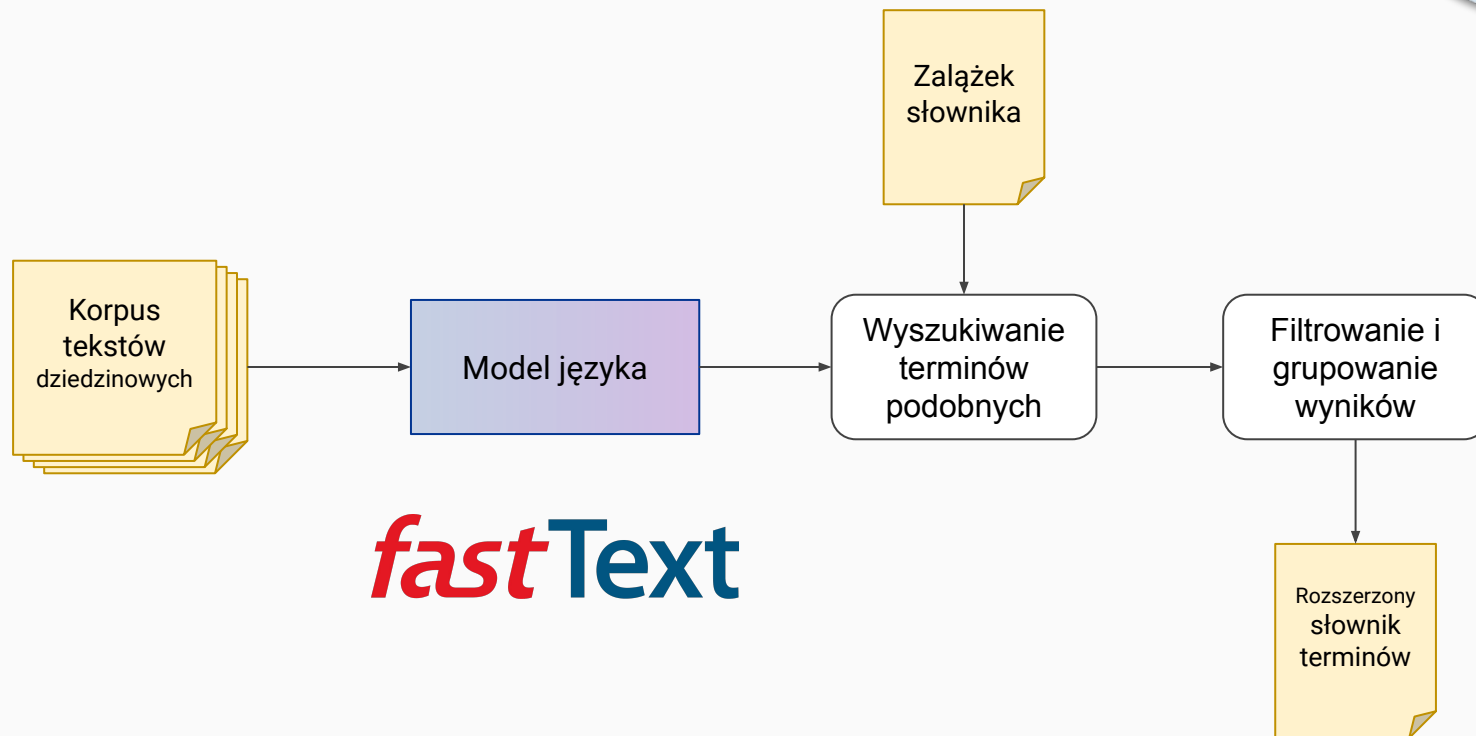 Zalążek
słownika
Korpus
tekstów
dziedzinowych
Model języka
Wyszukiwanie
terminów
podobnych
Filtrowanie i
grupowanie
wyników
fastText
Rozszerzony
słownik
terminów